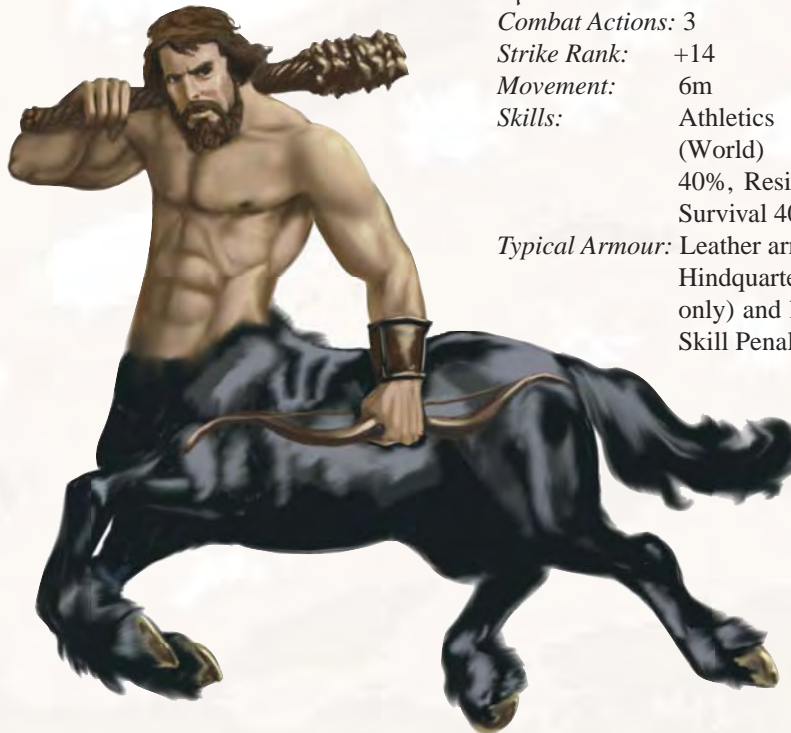 Combat Actions: 3
Strike Rank: +14
Movement: 6m
Skills: Athletics
(World)
40%, Resi
Survival 40
Typical Armour: Leather arr
Hindquarte
only) and
Skill Penal